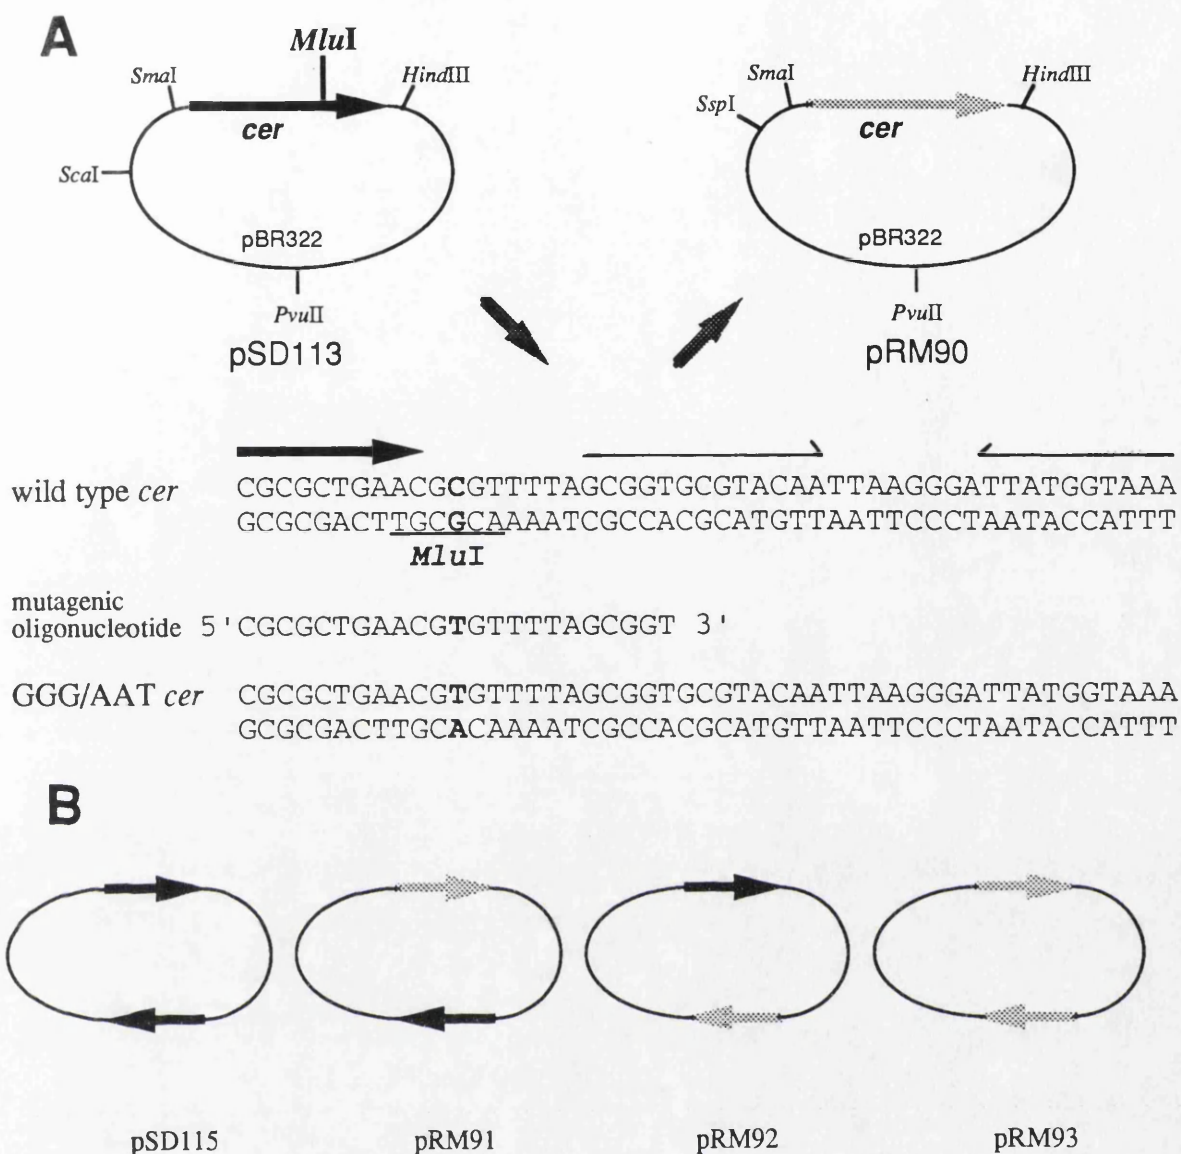 A
MluI
SmaI
HindIII
cer
ScaI
pBR322
PvuII
pSD113
SmaI
HindIII
SspI
cer
pBR322
PvuII
pRM90
wild type cer CGCGCTGAACGCGTTTTAGCGGTGCGTACAATTAAGGGATTATGGTAAA
GCGCGACTTGCGCAAAATCGCCACGCATGTTAATTCCCTAATACCATTT
MluI
mutagenic
oligonucleotide 5'CGCGCTGAACGTGTTTTAGCGGT 3'
GGG/AAT cer CGCGCTGAACGTGTTTTAGCGGTGCGTACAATTAAGGGATTATGGTAAA
GCGCGACTTGCACAAAATCGCCACGCATGTTAATTCCCTAATACCATTT
B
pSD115 pRM91 pRM92 pRM93